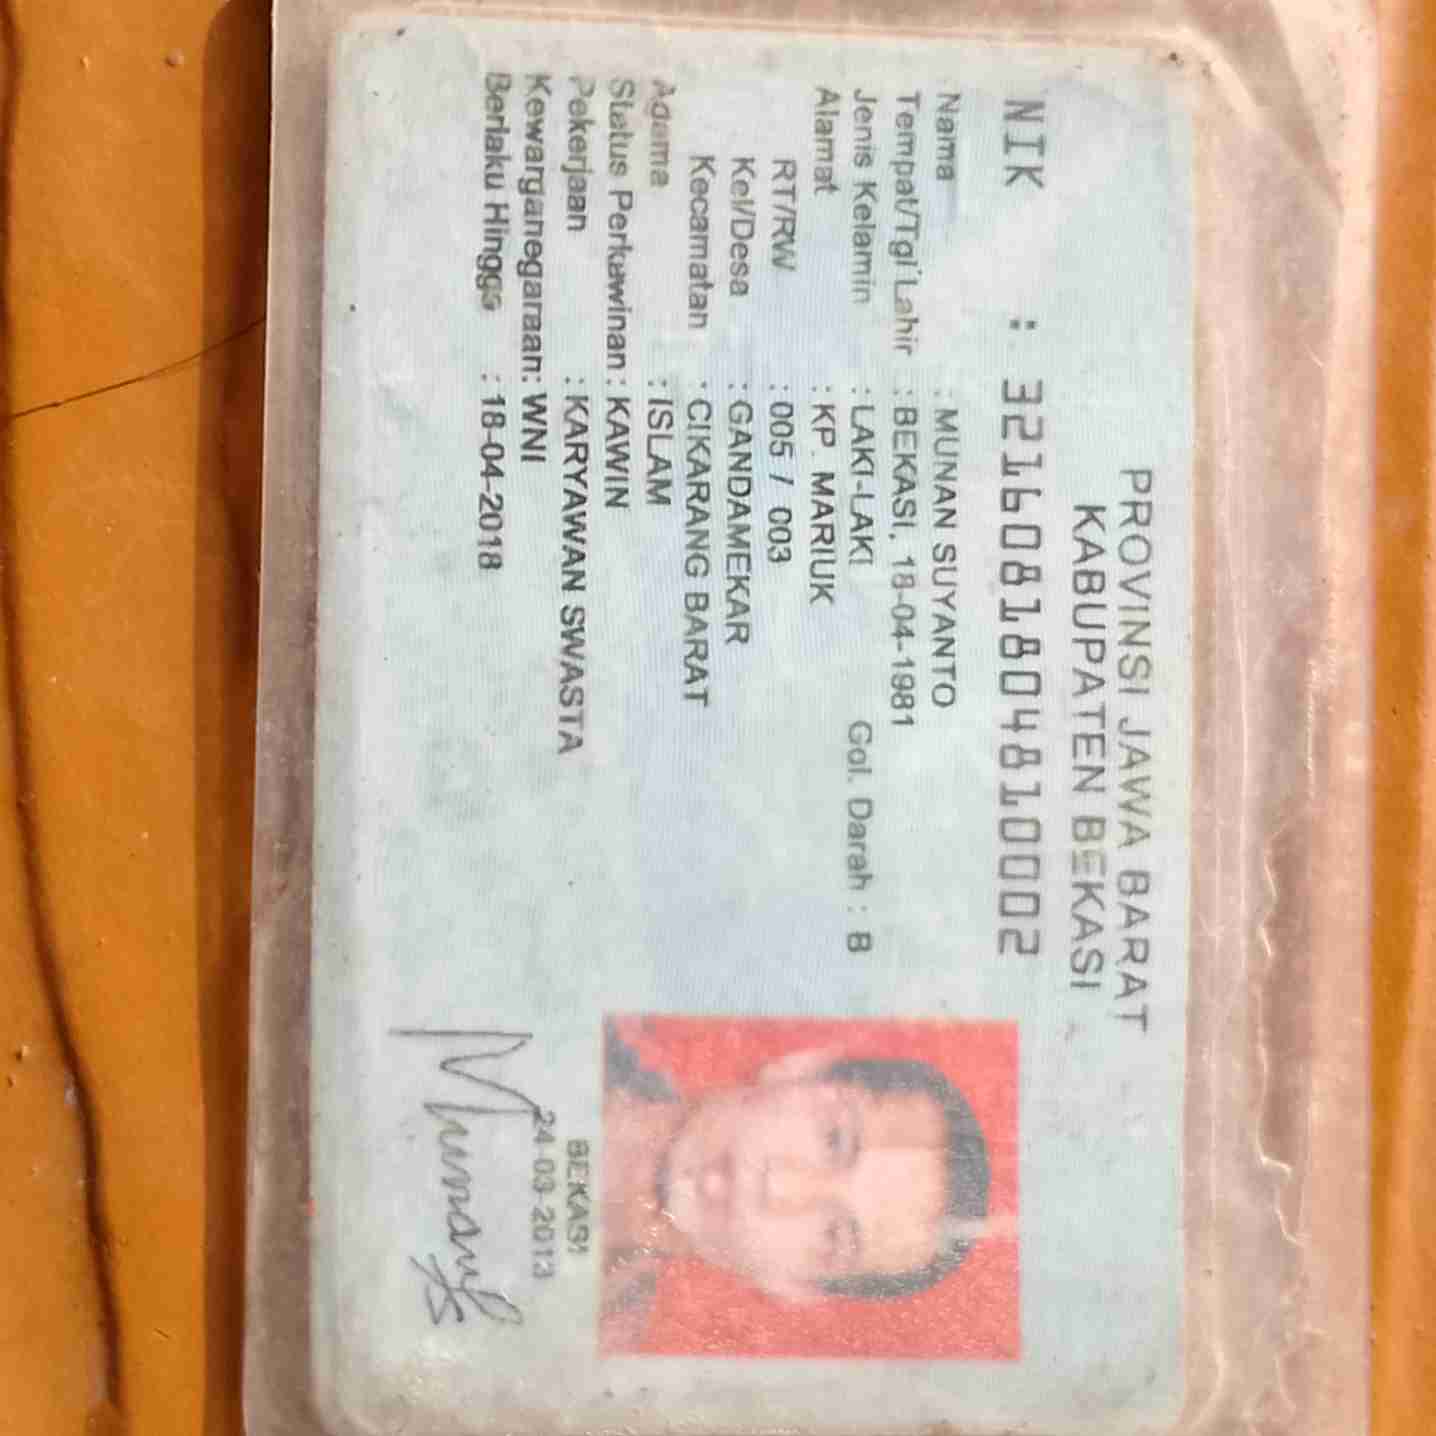 PROVINSI JAWA BARAT
KABUPATEN BEKASI
NIK : 3216081804810002
Nama : MUNAN SUYANTO
Tempat/Tgl Lahir : BEKASI, 18-04-1981
Jenis Kelamin : LAKI-LAKI Gol. Darah : B
Alamat : KP. MARIUK
RT/RW : 005 / 003
Kel/Desa : GANDAMEKAR
Kecamatan : CIKARANG BARAT
Agama : ISLAM
Status Perkawinan : KAWIN
Pekerjaan : KARYAWAN SWASTA
Kewarganegaraan: WNI
Berlaku Hingga : 18-04-2018
BEKASI
24-03-2013